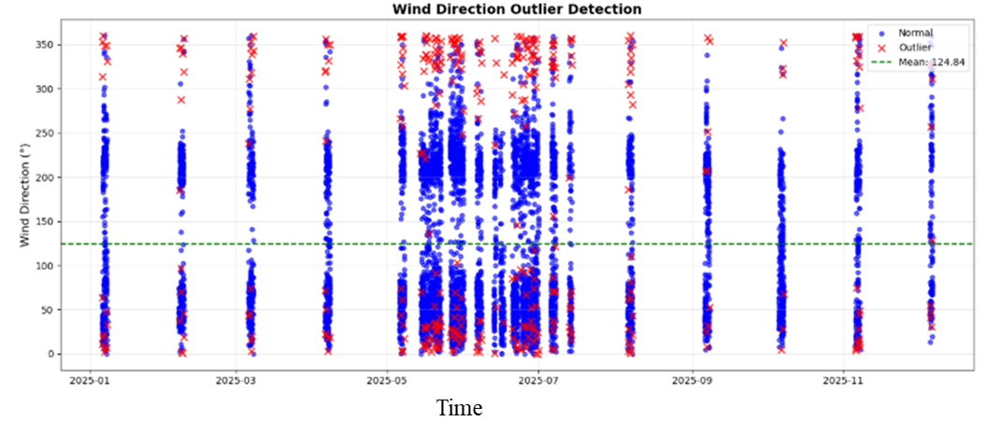 Wind Direction Outlier Detection
Normal
Outlier
Mean: 124.84
Wind Direction (°)
350
300
250
200
150
100
50
0
2025-01 2025-03 2025-05 2025-07 2025-09 2025-11
Time